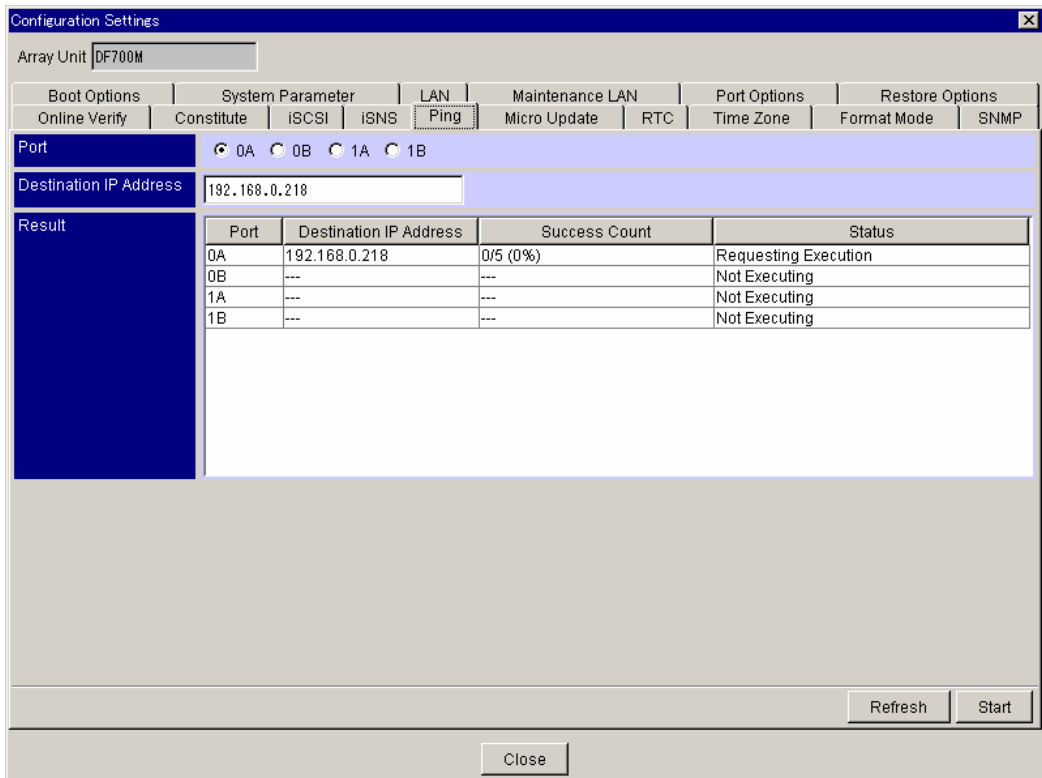 Configuration Settings
Array Unit DF700M
Boot Options System Parameter LAN Maintenance LAN Port Options Restore Options
Online Verify Constitute iSCSI iSNS Ping Micro Update RTC Time Zone Format Mode SNMP
Port 0A 0B 1A 1B
Destination IP Address 192.168.0.218
Result
Port Destination IP Address Success Count Status
0A 192.168.0.218 0/5 (0%) Requesting Execution
0B --- --- Not Executing
1A --- --- Not Executing
1B --- --- Not Executing
Refresh Start
Close